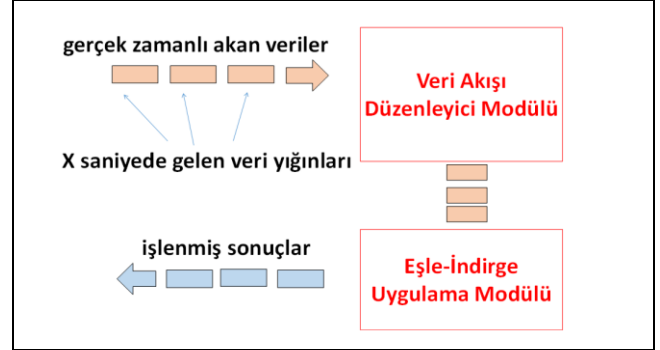 gerçek zamanlı akan veriler
Veri Akışı
Düzenleyici Modülü
X saniyede gelen veri yığınları
işlenmiş sonuçlar
Eşle-İndirge
Uygulama Modülü